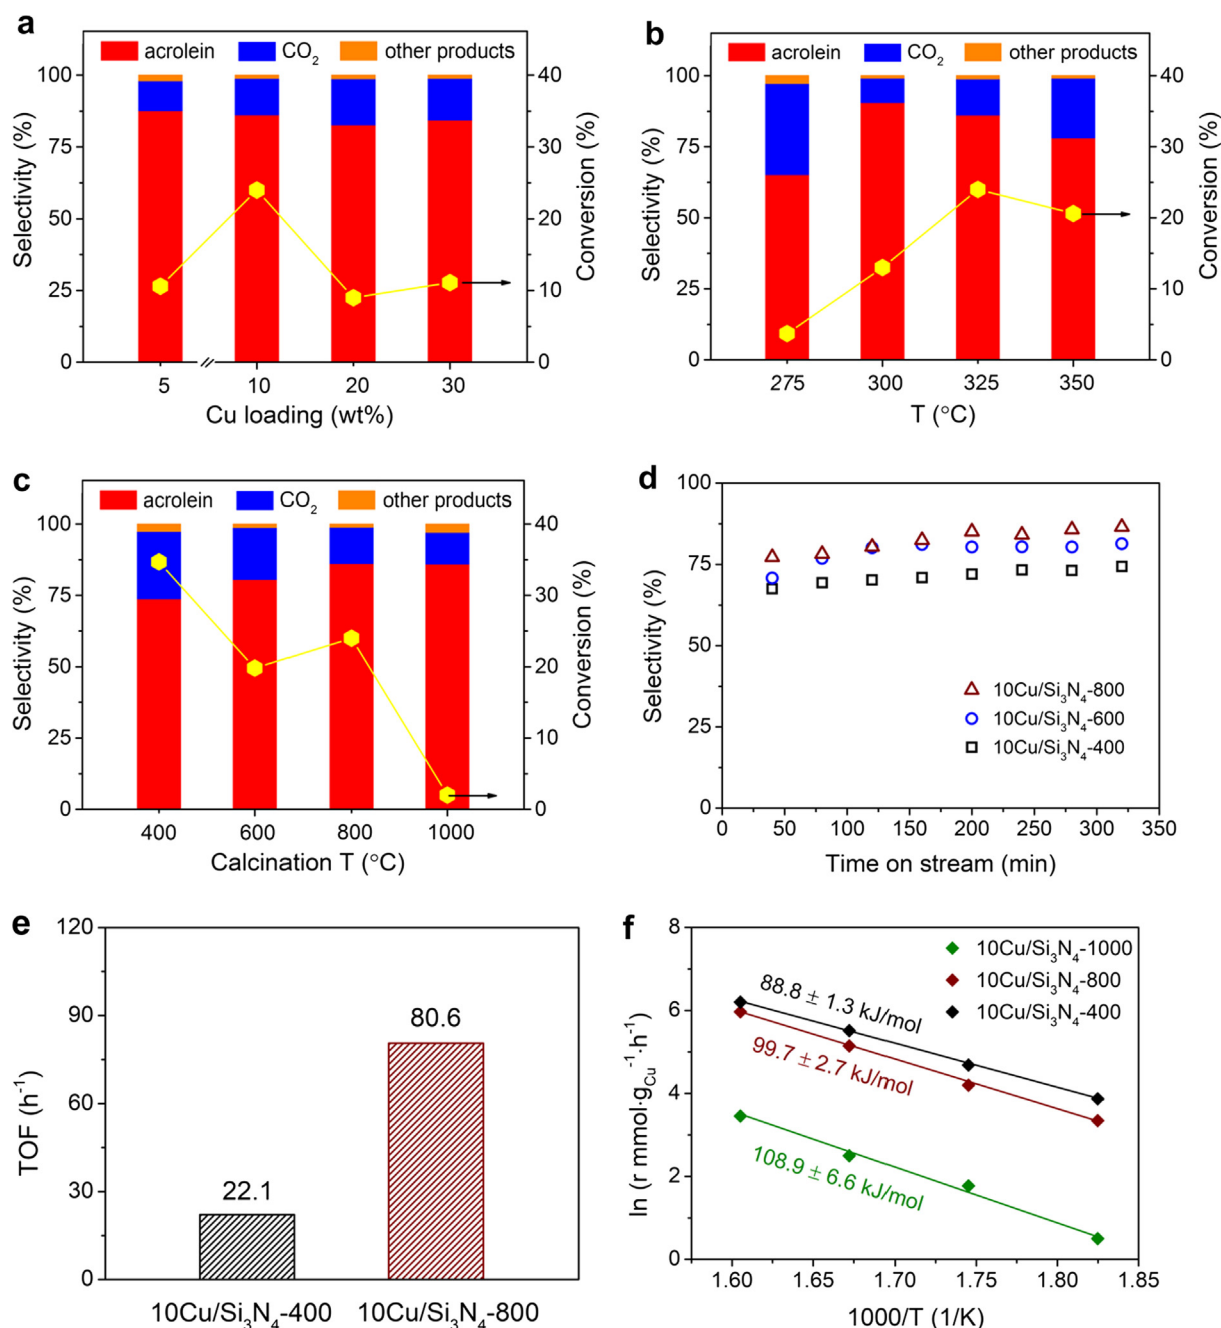 a
acrolein CO₂ other products
Selectivity (%)
100
75
50
25
0
40
30
20
10
0
Conversion (%)
5 10 20 30
Cu loading (wt%)
b
acrolein CO₂ other products
Selectivity (%)
100
75
50
25
0
40
30
20
10
0
Conversion (%)
275 300 325 350
T (°C)
c
acrolein CO₂ other products
Selectivity (%)
100
75
50
25
0
40
30
20
10
0
Conversion (%)
400 600 800 1000
Calcination T (°C)
d
Selectivity (%)
100
75
50
25
0
10Cu/Si₃N₄-800
10Cu/Si₃N₄-600
10Cu/Si₃N₄-400
0 50 100 150 200 250 300 350
Time on stream (min)
e
TOF (h⁻¹)
120
90
60
30
0
22.1
80.6
10Cu/Si₃N₄-400 10Cu/Si₃N₄-800
f
ln (r mmol·g_Cu⁻¹·h⁻¹)
8
6
4
2
0
10Cu/Si₃N₄-1000
10Cu/Si₃N₄-800
10Cu/Si₃N₄-400
88.8 ± 1.3 kJ/mol
99.7 ± 2.7 kJ/mol
108.9 ± 6.6 kJ/mol
1.60 1.65 1.70 1.75 1.80 1.85
1000/T (1/K)